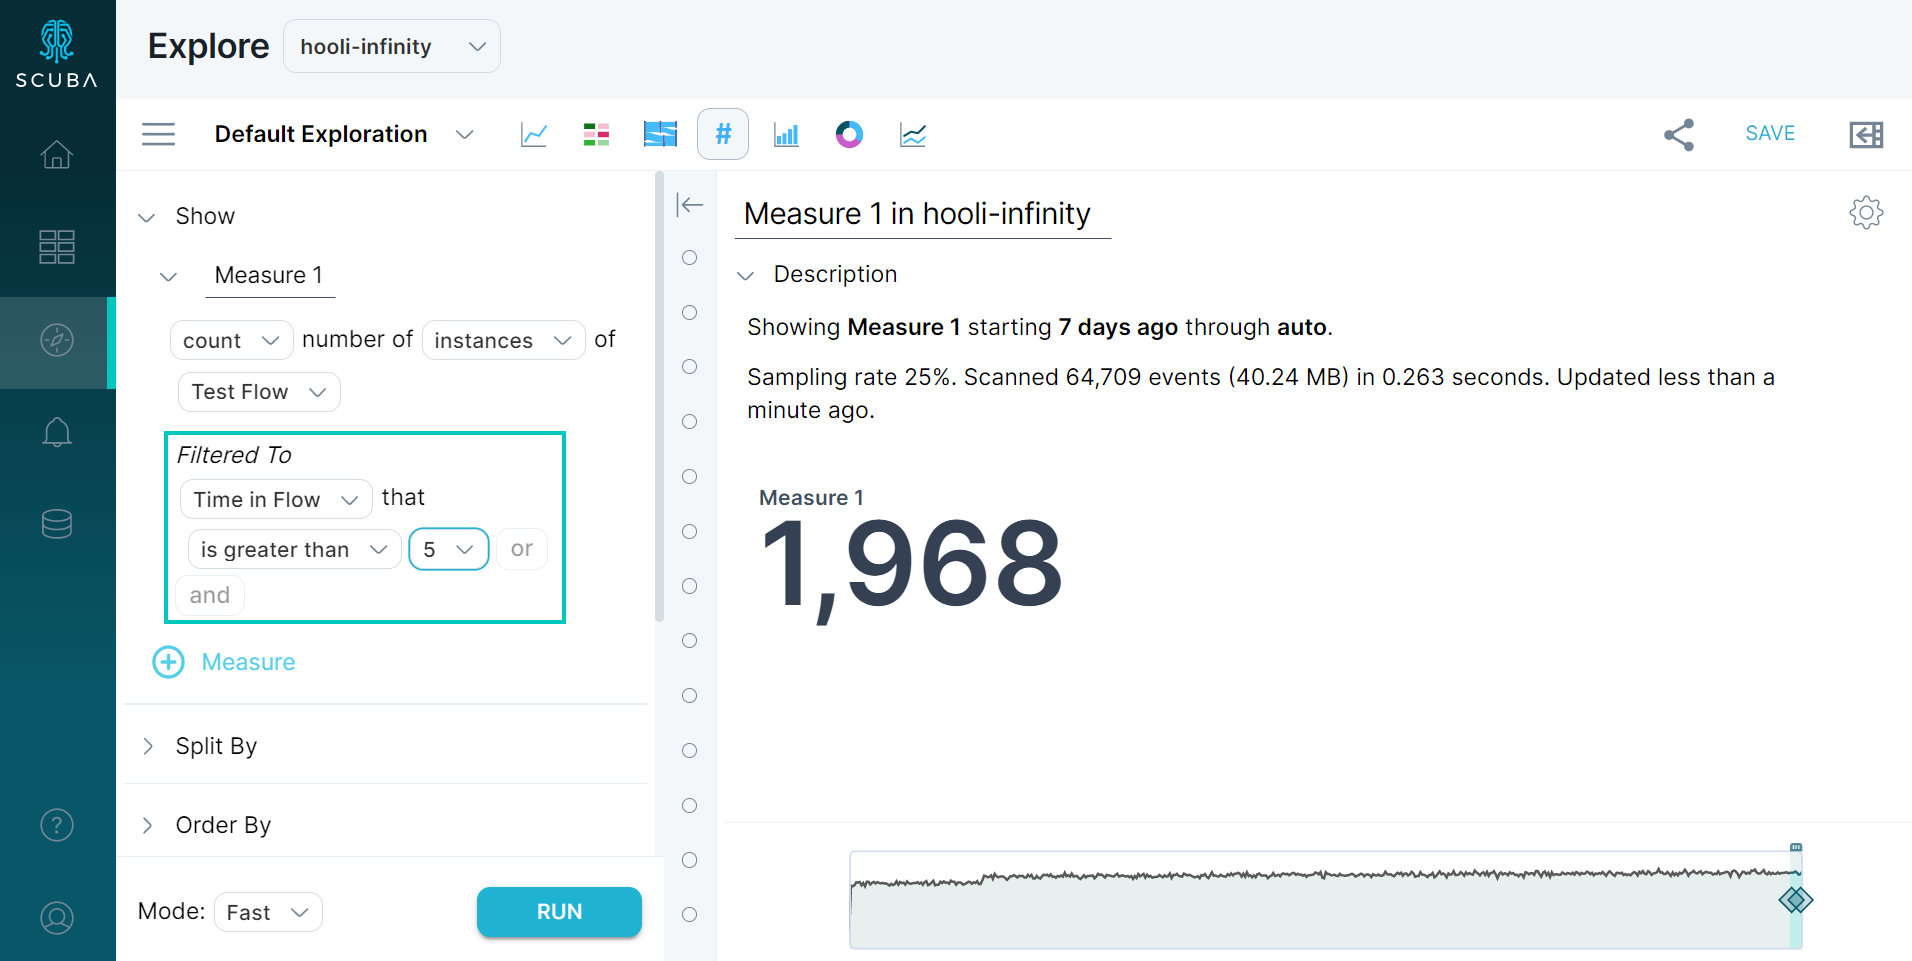 SCUBA
Explore
hooli-infinity
Default Exploration
#
SAVE
Show
Measure 1
count number of instances of
Test Flow
Filtered To
Time in Flow that
is greater than 5 or
and
Measure
Split By
Order By
Mode: Fast
RUN
?
Measure 1 in hooli-infinity
Description
Showing Measure 1 starting 7 days ago through auto.
Sampling rate 25%. Scanned 64,709 events (40.24 MB) in 0.263 seconds. Updated less than a
minute ago.
Measure 1
1,968